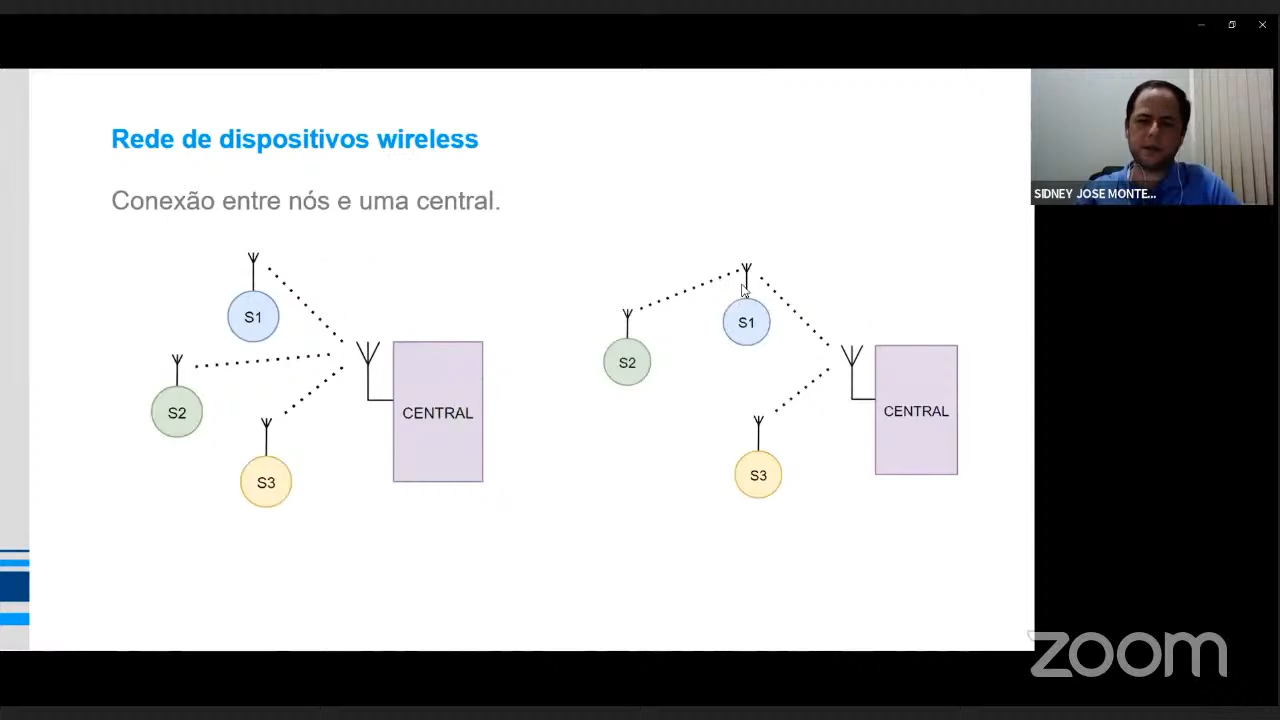 Rede de dispositivos wireless
SIDNEY JOSE MONTE...
Conexão entre nós e uma central.
S1
S2
S3
CENTRAL
S1
S2
S3
CENTRAL
zoom